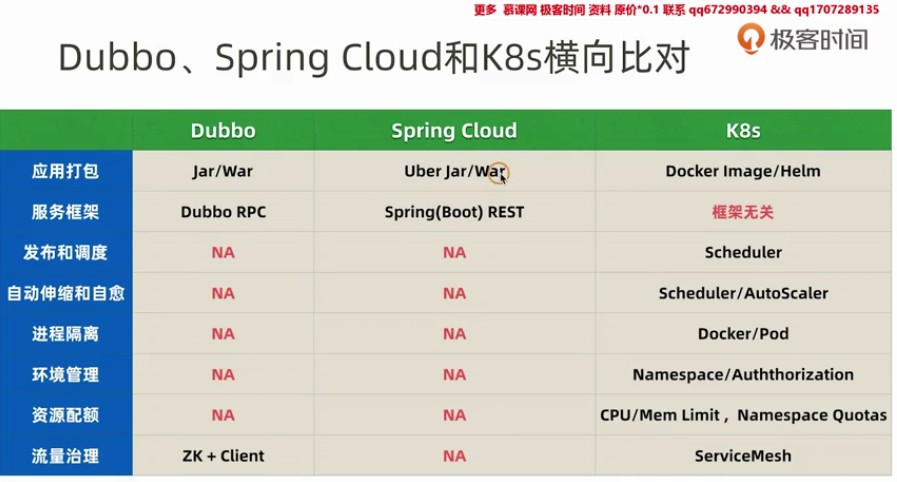 更多 慕课网 极客时间 资料 原价*0.1 联系 qq672990394 && qq1707289135
极客时间
Dubbo、Spring Cloud和K8s横向比对
Dubbo Spring Cloud K8s
应用打包 Jar/War Uber Jar/War Docker Image/Helm
服务框架 Dubbo RPC Spring(Boot) REST 框架无关
发布和调度 NA NA Scheduler
自动伸缩和自愈 NA NA Scheduler/AutoScaler
进程隔离 NA NA Docker/Pod
环境管理 NA NA Namespace/Auththorization
资源配额 NA NA CPU/Mem Limit ,  Namespace Quotas
流量治理 ZK + Client NA ServiceMesh